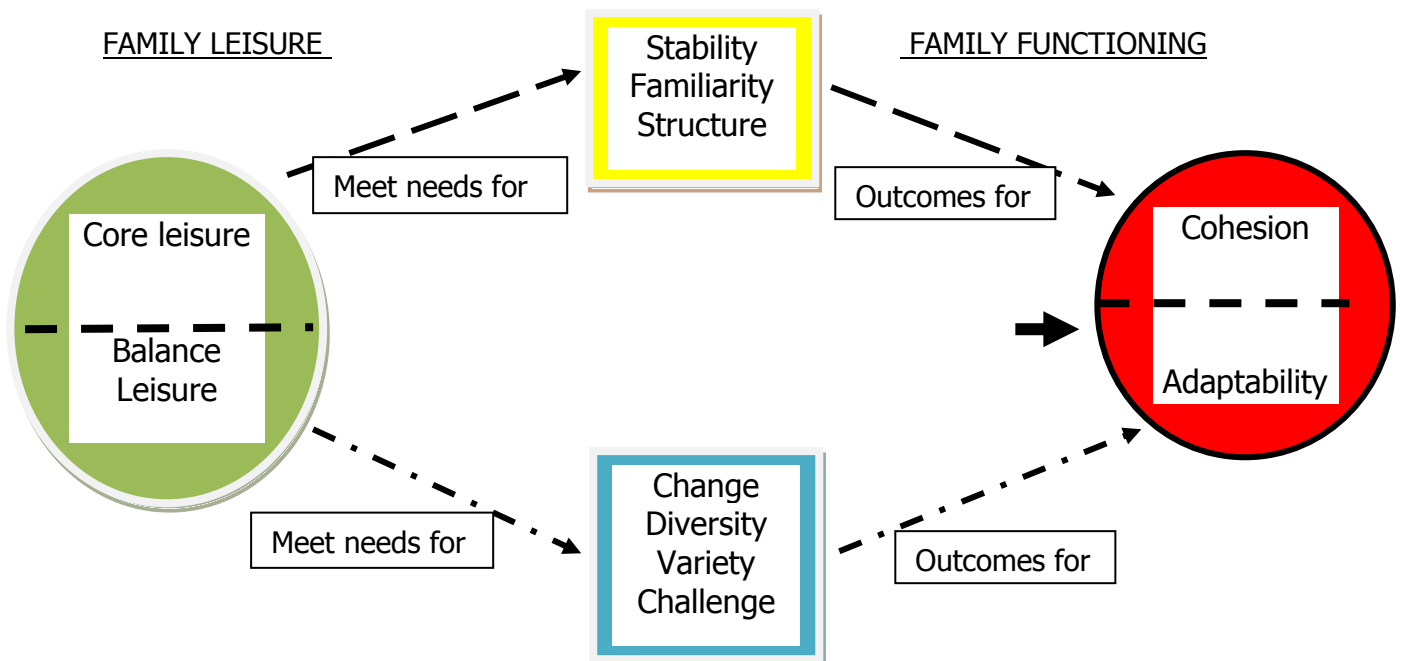 FAMILY LEISURE
Stability
Familiarity
Structure
FAMILY FUNCTIONING
Meet needs for
Outcomes for
Core leisure
Balance
Leisure
Cohesion
Adaptability
Change
Diversity
Variety
Challenge
Meet needs for
Outcomes for